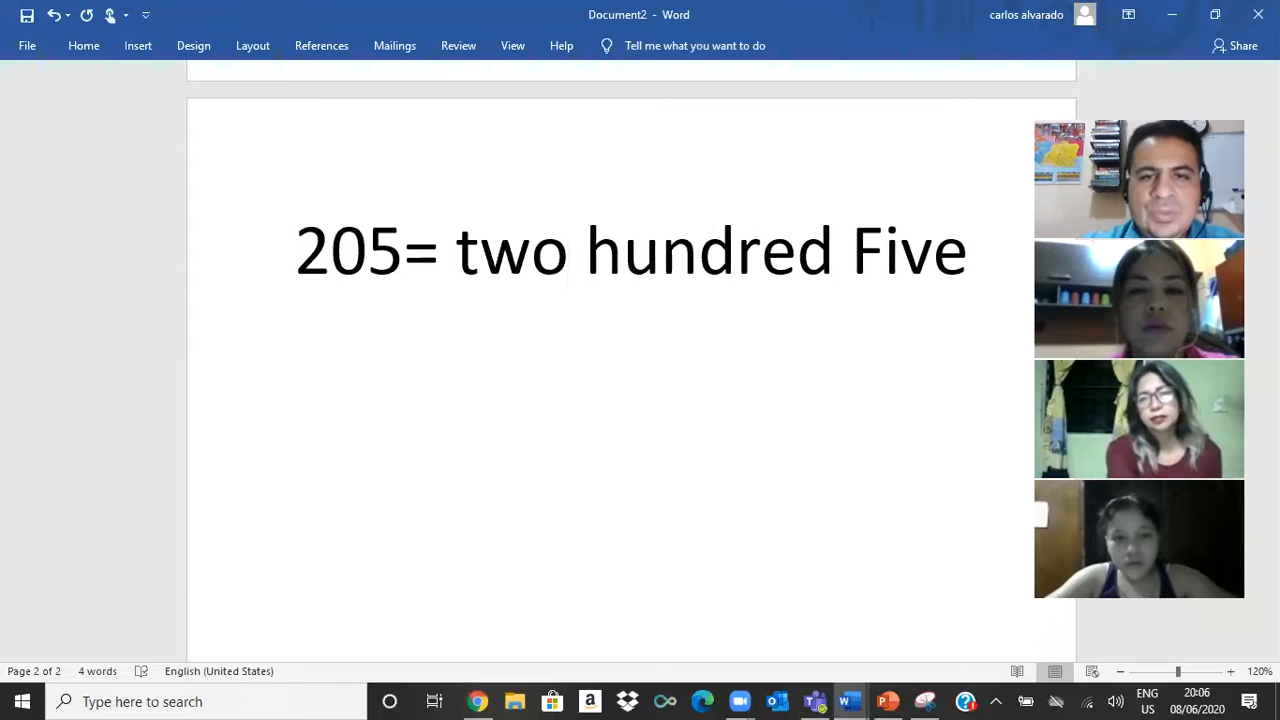 Document2 - Word
carlos alvarado
File Home Insert Design Layout References Mailings Review View Help Tell me what you want to do Share
205= two hundred Five
Page 2 of 2 4 words English (United States) 120%
Type here to search
ENG 20:06
US 08/06/2020